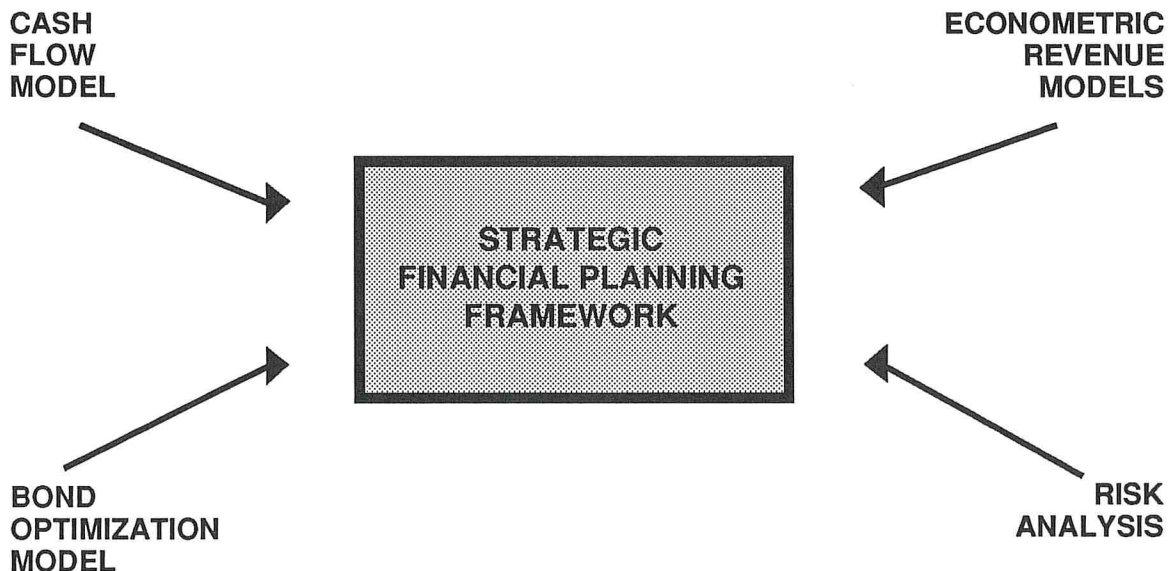 CASH
FLOW
MODEL
ECONOMETRIC
REVENUE
MODELS
STRATEGIC
FINANCIAL PLANNING
FRAMEWORK
BOND
OPTIMIZATION
MODEL
RISK
ANALYSIS